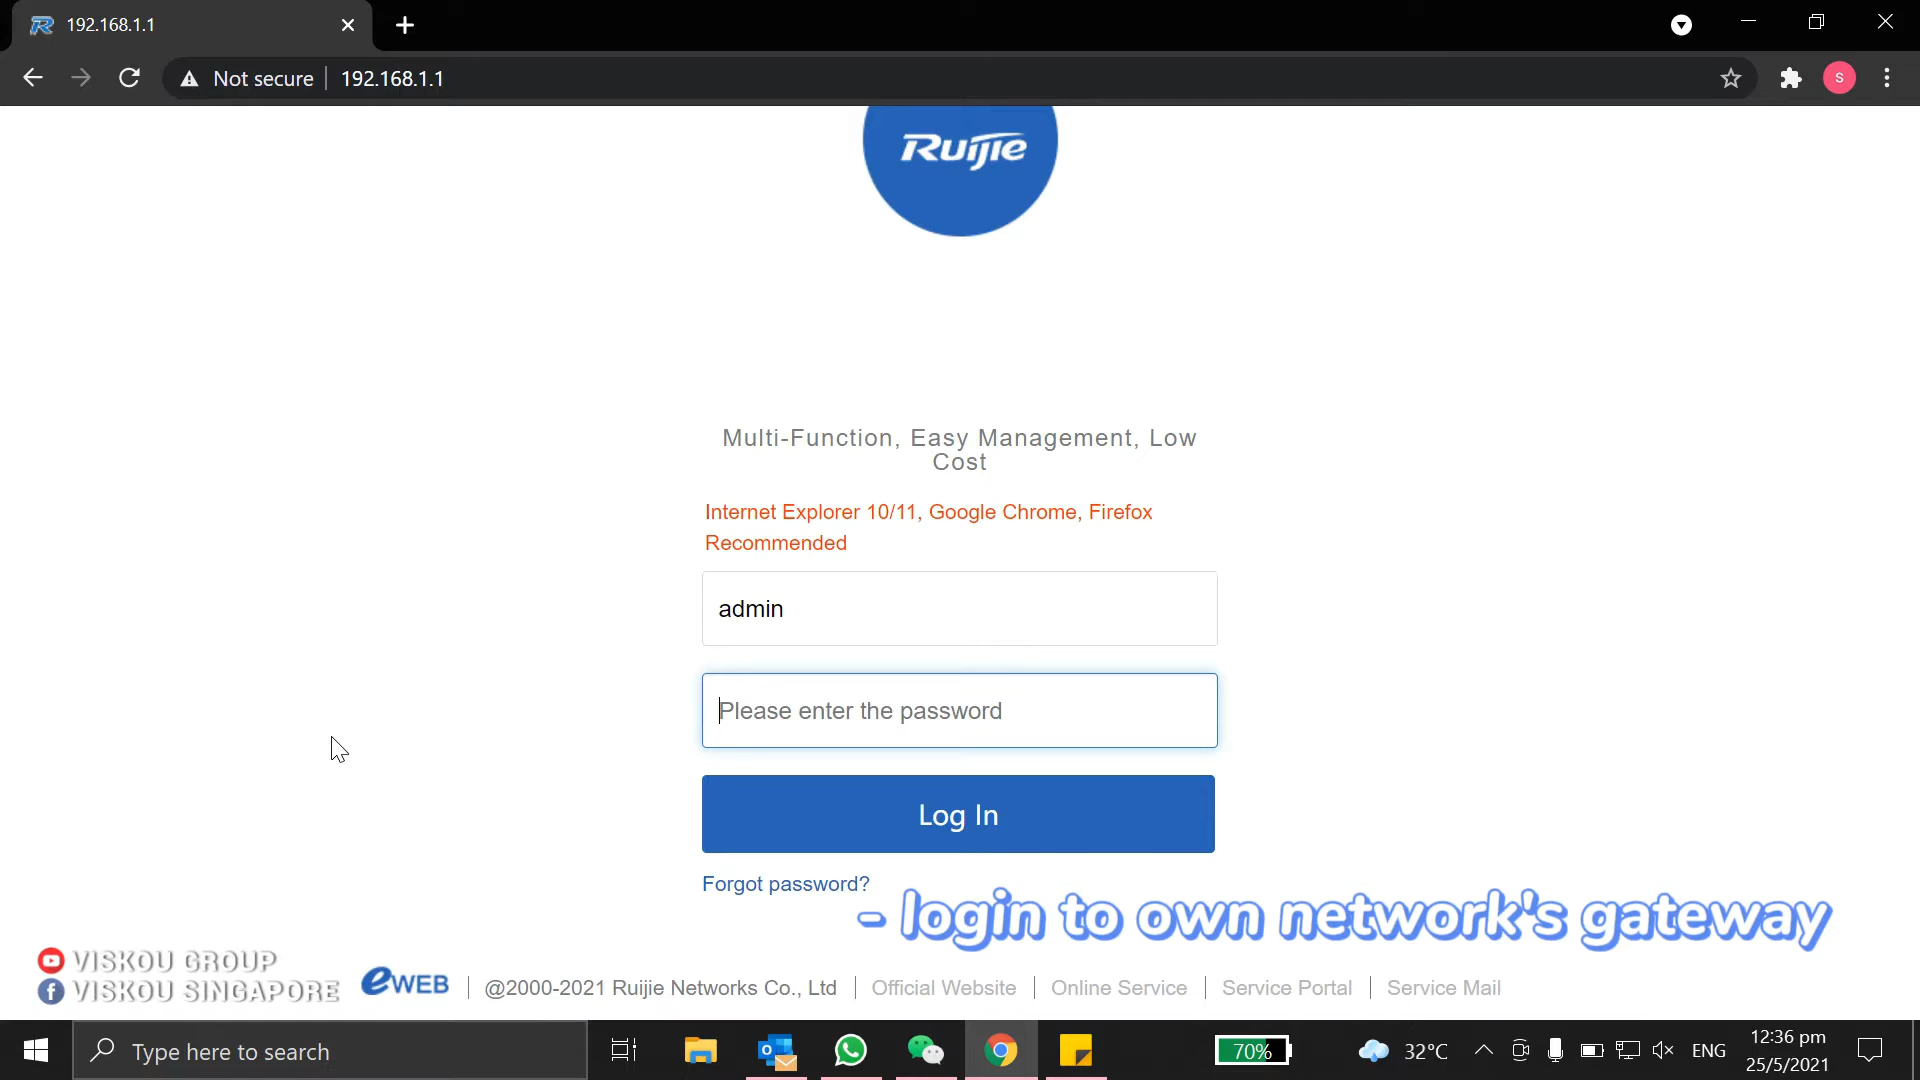 192.168.1.1
Not secure
192.168.1.1
S
Ruijie
Multi-Function, Easy Management, Low
Cost
Internet Explorer 10/11, Google Chrome, Firefox
Recommended
admin
Please enter the password
Log In
Forgot password?
- login to own network's gateway
VISKOU GROUP
VISKOU SINGAPORE
eWEB
@2000-2021 Ruijie Networks Co., Ltd
Official Website
Online Service
Service Portal
Service Mail
Type here to search
70%
32°C
ENG
12:36 pm
25/5/2021